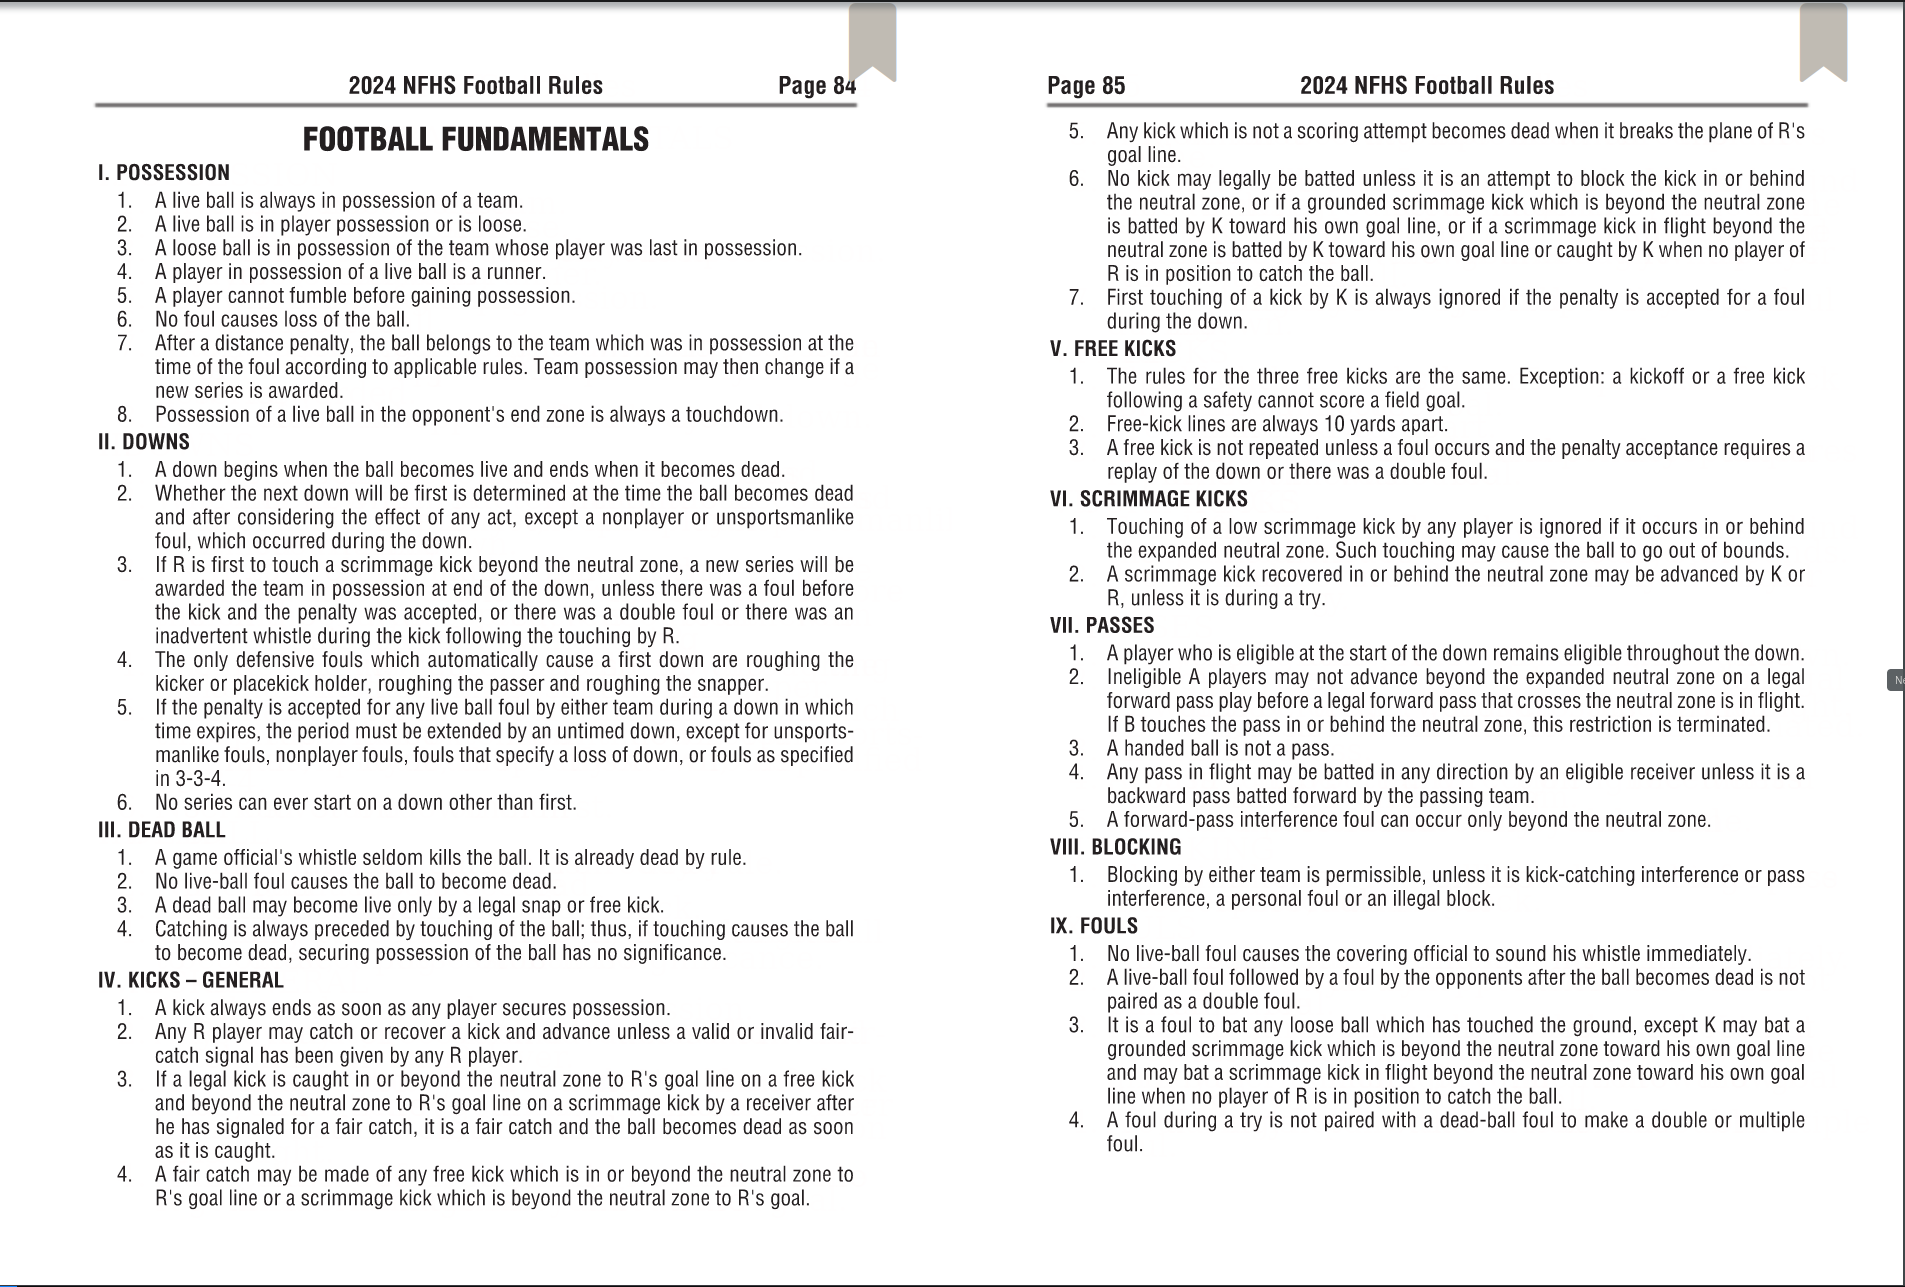 2024 NFHS Football Rules Page 84
FOOTBALL FUNDAMENTALS
I. POSSESSION
1. A live ball is always in possession of a team.
2. A live ball is in player possession or is loose.
3. A loose ball is in possession of the team whose player was last in possession.
4. A player in possession of a live ball is a runner.
5. A player cannot fumble before gaining possession.
6. No foul causes loss of the ball.
7. After a distance penalty, the ball belongs to the team which was in possession at the
time of the foul according to applicable rules. Team possession may then change if a
new series is awarded.
8. Possession of a live ball in the opponent's end zone is always a touchdown.
II. DOWNS
1. A down begins when the ball becomes live and ends when it becomes dead.
2. Whether the next down will be first is determined at the time the ball becomes dead
and after considering the effect of any act, except a nonplayer or unsportsmanlike
foul, which occurred during the down.
3. If R is first to touch a scrimmage kick beyond the neutral zone, a new series will be
awarded the team in possession at end of the down, unless there was a foul before
the kick and the penalty was accepted, or there was a double foul or there was an
inadvertent whistle during the kick following the touching by R.
4. The only defensive fouls which automatically cause a first down are roughing the
kicker or placekick holder, roughing the passer and roughing the snapper.
5. If the penalty is accepted for any live ball foul by either team during a down in which
time expires, the period must be extended by an untimed down, except for unsports-
manlike fouls, nonplayer fouls, fouls that specify a loss of down, or fouls as specified
in 3-3-4.
6. No series can ever start on a down other than first.
III. DEAD BALL
1. A game official's whistle seldom kills the ball. It is already dead by rule.
2. No live-ball foul causes the ball to become dead.
3. A dead ball may become live only by a legal snap or free kick.
4. Catching is always preceded by touching of the ball; thus, if touching causes the ball
to become dead, securing possession of the ball has no significance.
IV. KICKS – GENERAL
1. A kick always ends as soon as any player secures possession.
2. Any R player may catch or recover a kick and advance unless a valid or invalid fair-
catch signal has been given by any R player.
3. If a legal kick is caught in or beyond the neutral zone to R's goal line on a free kick
and beyond the neutral zone to R's goal line on a scrimmage kick by a receiver after
he has signaled for a fair catch, it is a fair catch and the ball becomes dead as soon
as it is caught.
4. A fair catch may be made of any free kick which is in or beyond the neutral zone to
R's goal line or a scrimmage kick which is beyond the neutral zone to R's goal.
Page 85 2024 NFHS Football Rules
5. Any kick which is not a scoring attempt becomes dead when it breaks the plane of R's
goal line.
6. No kick may legally be batted unless it is an attempt to block the kick in or behind
the neutral zone, or if a grounded scrimmage kick which is beyond the neutral zone
is batted by K toward his own goal line, or if a scrimmage kick in flight beyond the
neutral zone is batted by K toward his own goal line or caught by K when no player of
R is in position to catch the ball.
7. First touching of a kick by K is always ignored if the penalty is accepted for a foul
during the down.
V. FREE KICKS
1. The rules for the three free kicks are the same. Exception: a kickoff or a free kick
following a safety cannot score a field goal.
2. Free-kick lines are always 10 yards apart.
3. A free kick is not repeated unless a foul occurs and the penalty acceptance requires a
replay of the down or there was a double foul.
VI. SCRIMMAGE KICKS
1. Touching of a low scrimmage kick by any player is ignored if it occurs in or behind
the expanded neutral zone. Such touching may cause the ball to go out of bounds.
2. A scrimmage kick recovered in or behind the neutral zone may be advanced by K or
R, unless it is during a try.
VII. PASSES
1. A player who is eligible at the start of the down remains eligible throughout the down.
2. Ineligible A players may not advance beyond the expanded neutral zone on a legal
forward pass play before a legal forward pass that crosses the neutral zone is in flight.
If B touches the pass in or behind the neutral zone, this restriction is terminated.
3. A handed ball is not a pass.
4. Any pass in flight may be batted in any direction by an eligible receiver unless it is a
backward pass batted forward by the passing team.
5. A forward-pass interference foul can occur only beyond the neutral zone.
VIII. BLOCKING
1. Blocking by either team is permissible, unless it is kick-catching interference or pass
interference, a personal foul or an illegal block.
IX. FOULS
1. No live-ball foul causes the covering official to sound his whistle immediately.
2. A live-ball foul followed by a foul by the opponents after the ball becomes dead is not
paired as a double foul.
3. It is a foul to bat any loose ball which has touched the ground, except K may bat a
grounded scrimmage kick which is beyond the neutral zone toward his own goal line
and may bat a scrimmage kick in flight beyond the neutral zone toward his own goal
line when no player of R is in position to catch the ball.
4. A foul during a try is not paired with a dead-ball foul to make a double or multiple
foul.